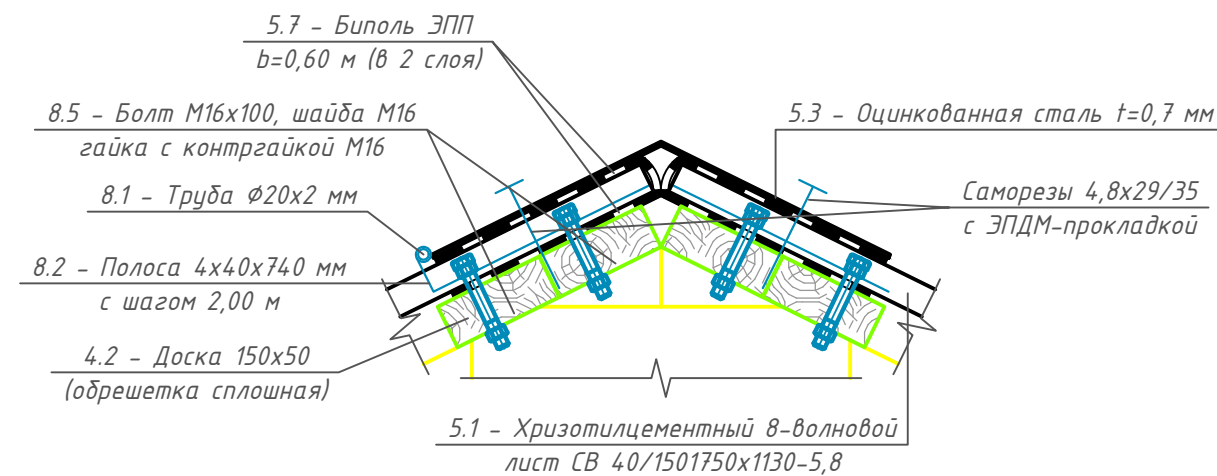 5.7 - Биполь ЭПП
b=0,60 м (в 2 слоя)
8.5 - Болт М16х100, шайба М16
гайка с контргайкой М16
5.3 - Оцинкованная сталь t=0,7 мм
8.1 - Труба Ф20х2 мм
Саморезы 4,8х29/35
с ЭПДМ-прокладкой
8.2 - Полоса 4х40х740 мм
с шагом 2,00 м
4.2 - Доска 150х50
(обрешетка сплошная)
5.1 - Хризотилцементный 8-волновой
лист СВ 40/1501750х1130-5,8